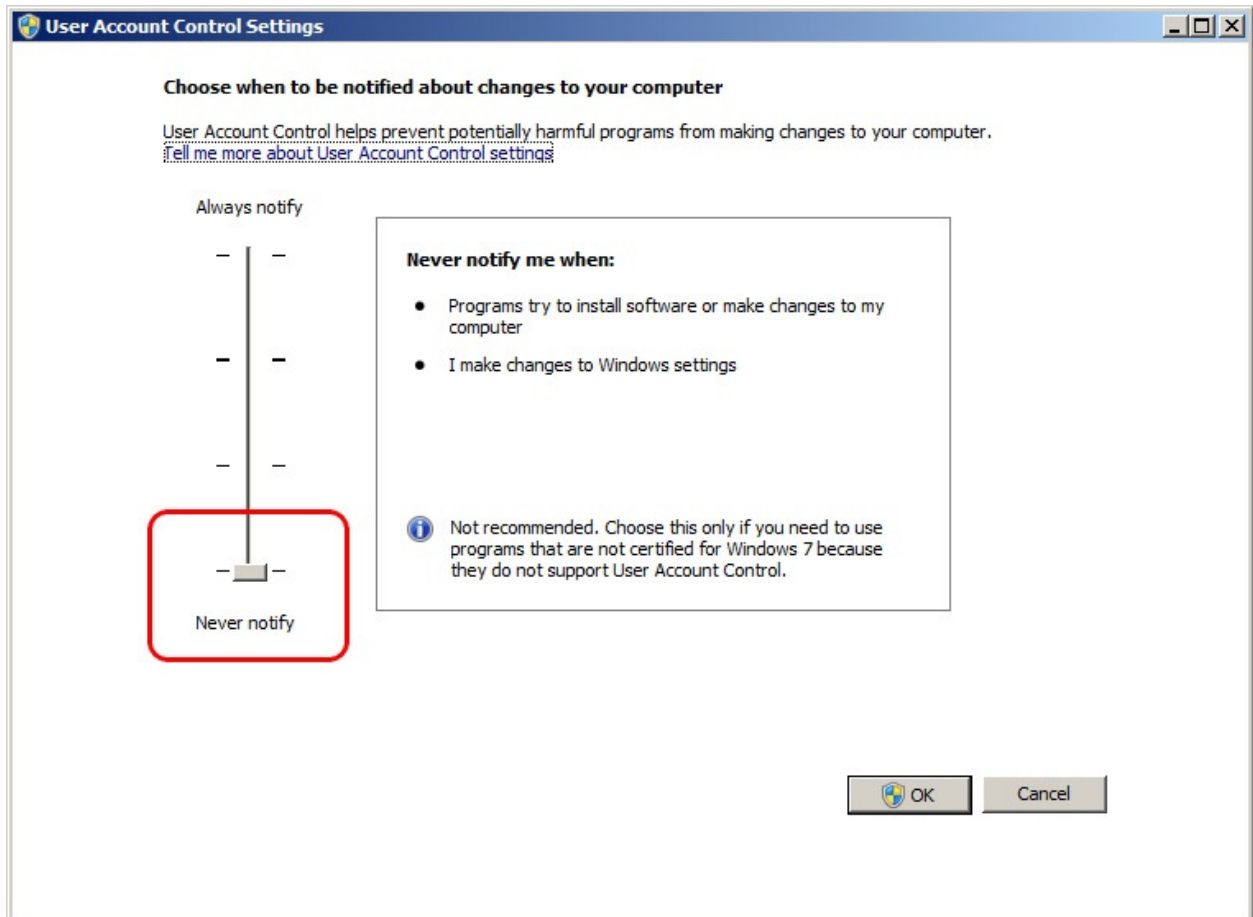 User Account Control Settings
Choose when to be notified about changes to your computer
User Account Control helps prevent potentially harmful programs from making changes to your computer.
Tell me more about User Account Control settings
Always notify
Never notify me when:
● Programs try to install software or make changes to my
computer
● I make changes to Windows settings
Not recommended. Choose this only if you need to use
programs that are not certified for Windows 7 because
they do not support User Account Control.
Never notify
OK
Cancel